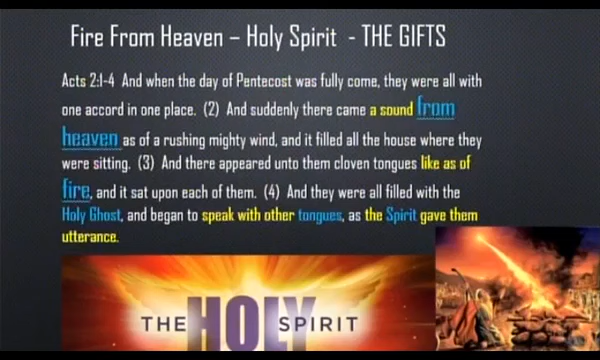 Fire From Heaven – Holy Spirit  - THE GIFTS
Acts 2:1-4  And when the day of Pentecost was fully come, they were all with
one accord in one place.  (2)  And suddenly there came a sound from
heaven as of a rushing mighty wind, and it filled all the house where they
were sitting.  (3)  And there appeared unto them cloven tongues like as of
fire, and it sat upon each of them.  (4)  And they were all filled with the
Holy Ghost, and began to speak with other tongues, as the Spirit gave them
utterance.
THE HOLY SPIRIT